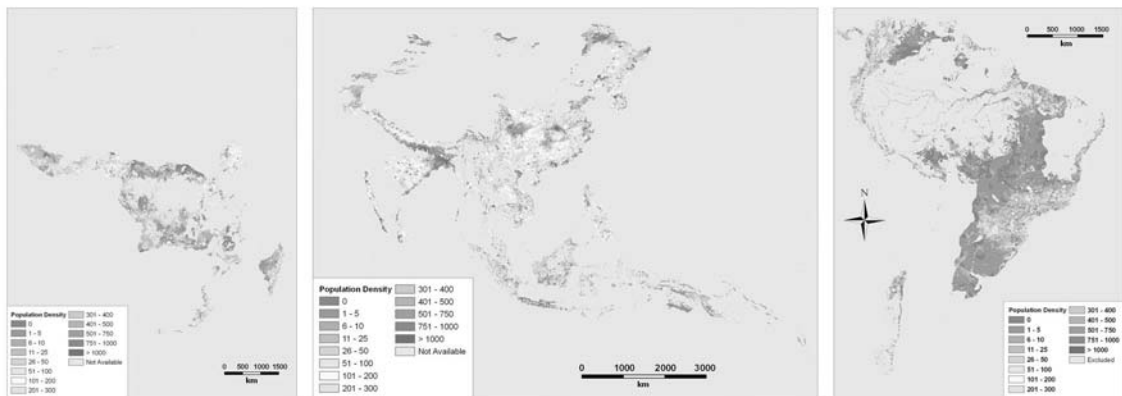 Population Density
0
1 - 5
6 - 10
11 - 25
26 - 50
51 - 100
101 - 200
201 - 300
301 - 400
401 - 500
501 - 750
751 - 1000
> 1000
Not Available
0 500 1000 1500
km
Population Density
0
1 - 5
6 - 10
11 - 25
26 - 50
51 - 100
101 - 200
201 - 300
301 - 400
401 - 500
501 - 750
751 - 1000
> 1000
Not Available
0 1000 2000 3000
km
0 500 1000 1500
km
N
Population Density
0
1 - 5
6 - 10
11 - 25
26 - 50
51 - 100
101 - 200
201 - 300
301 - 400
401 - 500
501 - 750
751 - 1000
> 1000
Excluded